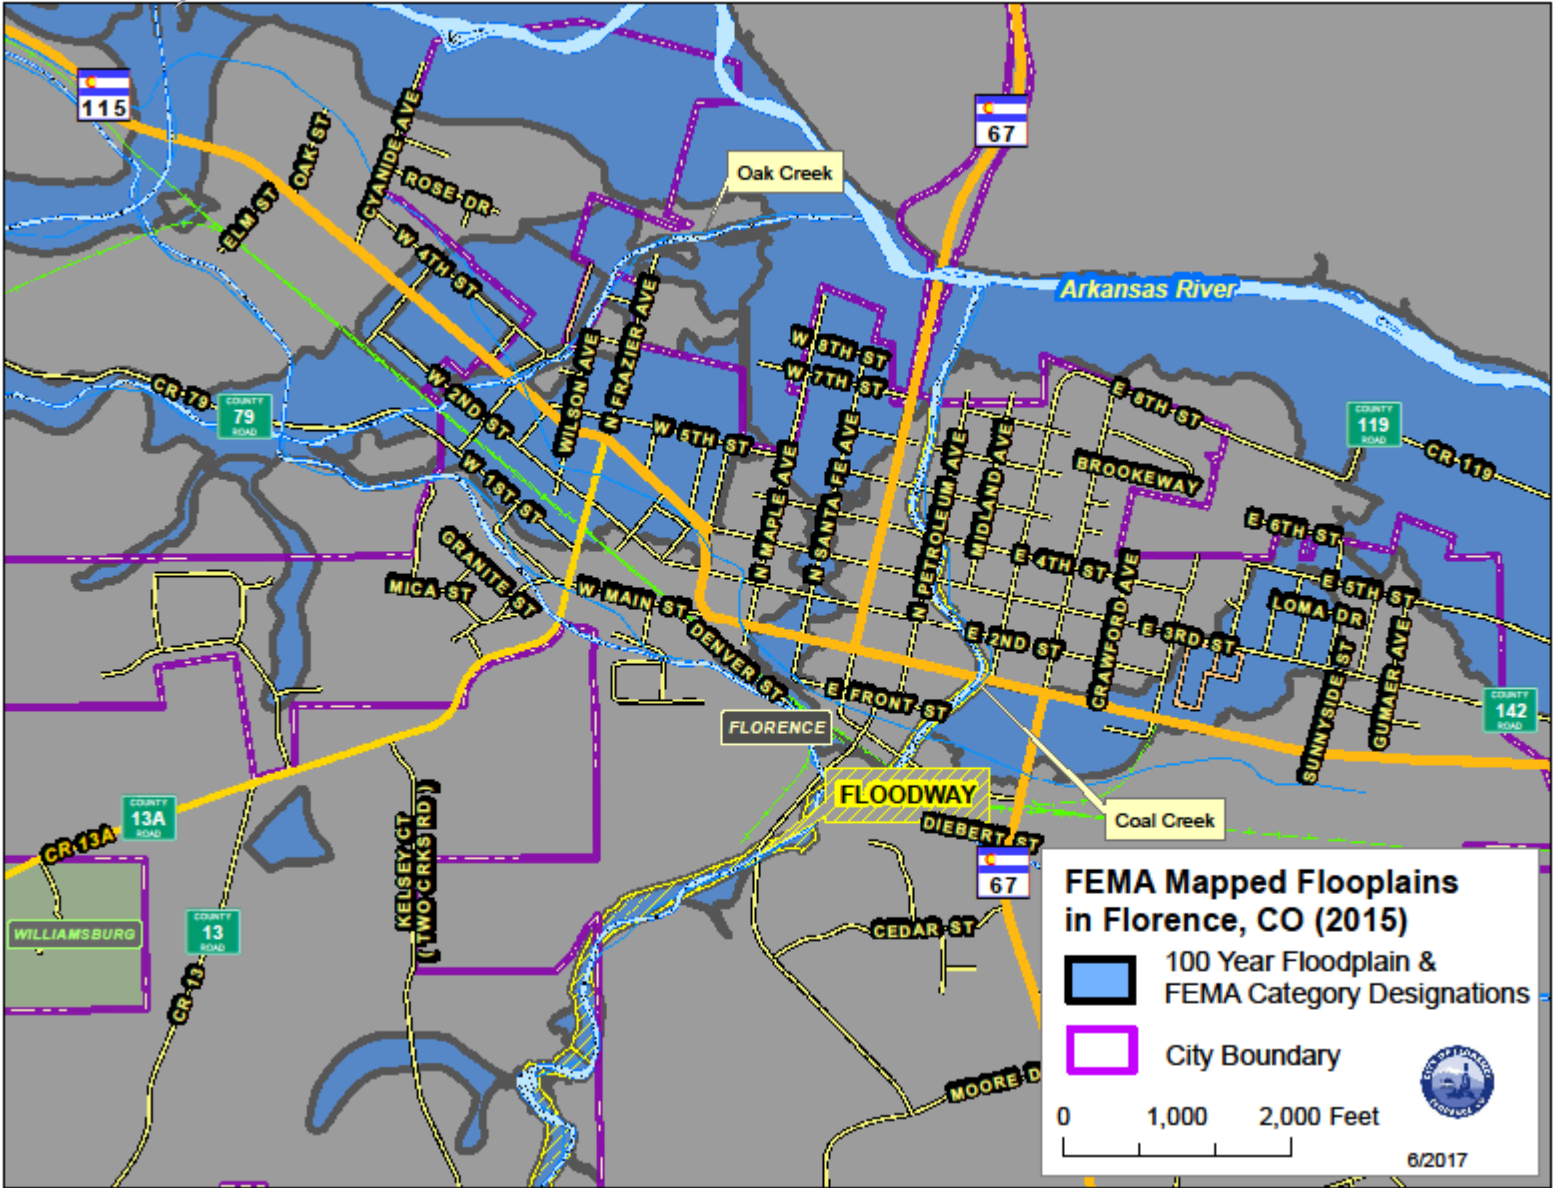 115
67
Oak Creek
OAK ST
CYANIDE AVE
ROSE DR
ELM ST
W 4TH ST
Arkansas River
WILSON AVE
N FRAZIER AVE
W 8TH ST
W 7TH ST
CR 79
COUNTY
79
ROAD
W 2ND ST
W 5TH ST
E 8TH ST
COUNTY
119
ROAD
CR 119
W 1ST ST
N MAPLE AVE
N SANTA FE AVE
N PETROLEUM AVE
MIDLAND AVE
BROOKEWAY
E 6TH ST
GRANITE ST
MICA ST
W MAIN ST
E 4TH ST
CRAWFORD AVE
E 5TH ST
LOMA DR
DENVER ST
E 2ND ST
E 3RD ST
SUNNYSIDE ST
GUMAER AVE
E FRONT ST
COUNTY
142
ROAD
FLORENCE
FLOODWAY
Coal Creek
DIEBERT ST
COUNTY
13A
ROAD
CR 13A
KELSEY CT
( TWO CRKS RD )
67
WILLIAMSBURG
COUNTY
13
ROAD
CR 13
CEDAR ST
MOORE D
FEMA Mapped Flooplains
in Florence, CO (2015)
100 Year Floodplain &
FEMA Category Designations
City Boundary
CITY OF FLORENCE
0 1,000 2,000 Feet
6/2017